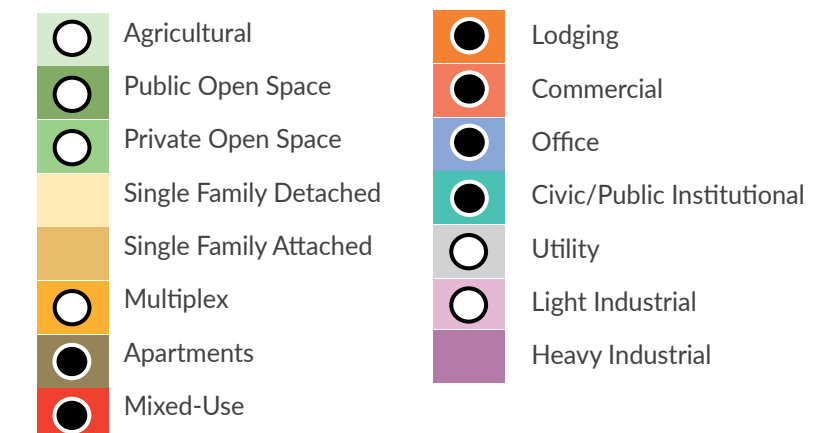 Agricultural
Public Open Space
Private Open Space
Single Family Detached
Single Family Attached
Multiplex
Apartments
Mixed-Use
Lodging
Commercial
Office
Civic/Public Institutional
Utility
Light Industrial
Heavy Industrial